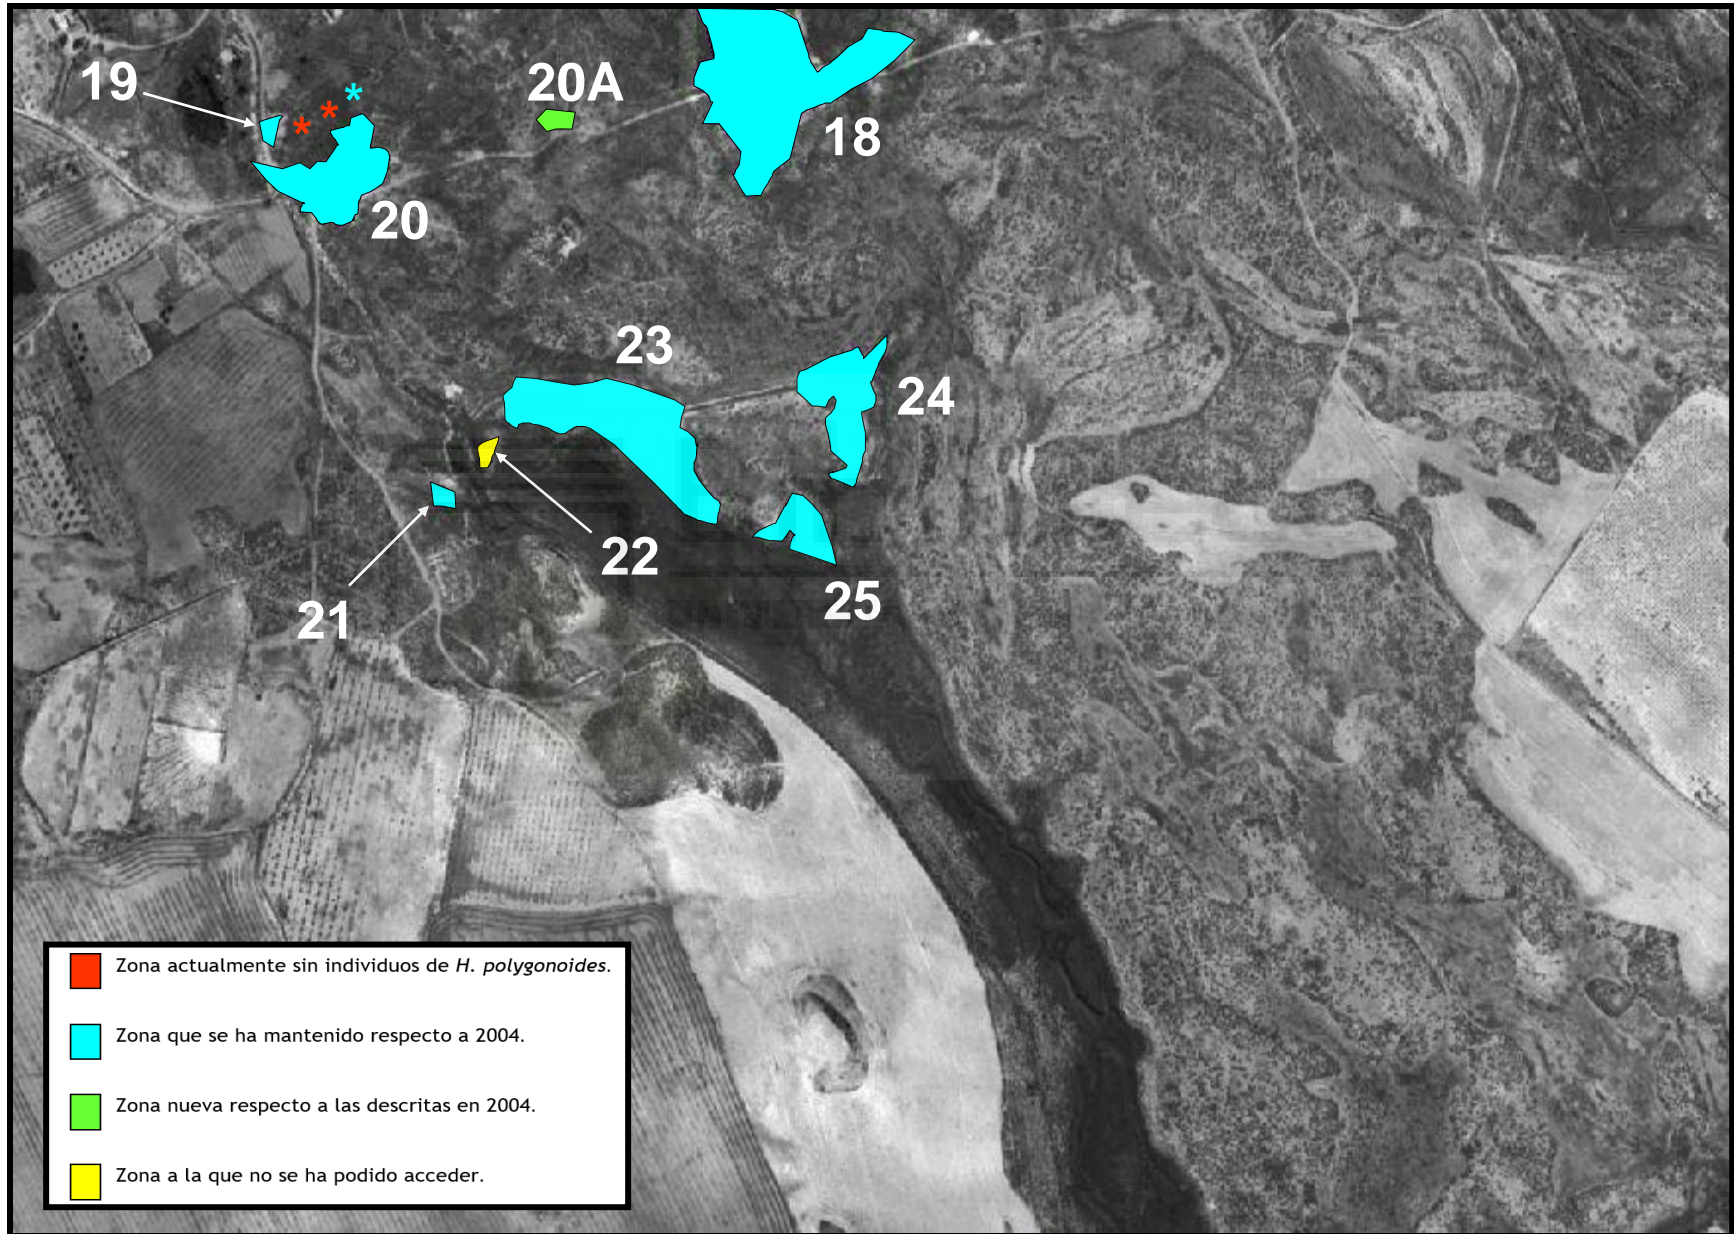 19
* * *
20A
18
20
23
24
22
25
21
Zona actualmente sin individuos de H. polygonoides.
Zona que se ha mantenido respecto a 2004.
Zona nueva respecto a las descritas en 2004.
Zona a la que no se ha podido acceder.